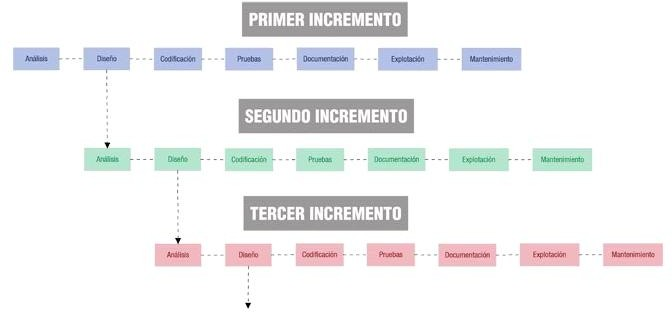 PRIMER INCREMENTO
Análisis Diseño Codificación Pruebas Documentación Explotación Mantenimiento
SEGUNDO INCREMENTO
Análisis Diseño Codificación Pruebas Documentación Explotación Mantenimiento
TERCER INCREMENTO
Análisis Diseño Codificación Pruebas Documentación Explotación Mantenimiento